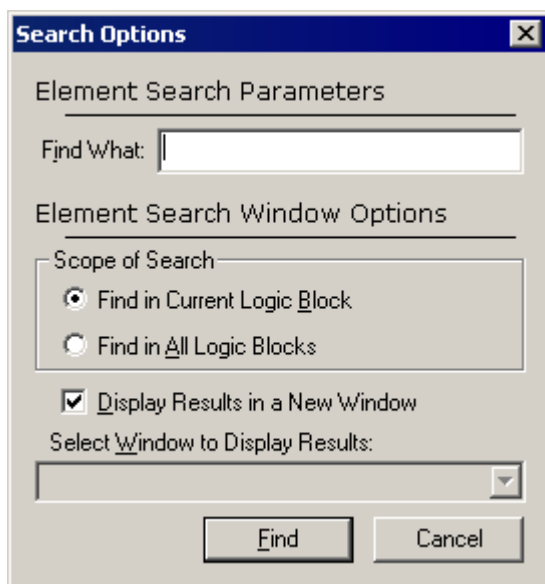 Search Options
Element Search Parameters
Find What:
Element Search Window Options
Scope of Search
Find in Current Logic Block
Find in All Logic Blocks
Display Results in a New Window
Select Window to Display Results:
Find Cancel